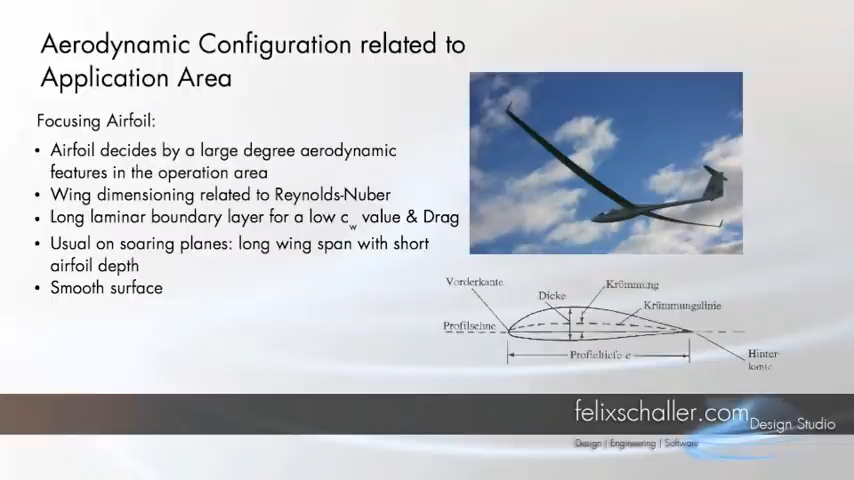 Aerodynamic Configuration related to
Application Area
Focusing Airfoil:
• Airfoil decides by a large degree aerodynamic
features in the operation area
• Wing dimensioning related to Reynolds-Nuber
• Long laminar boundary layer for a low cw value & Drag
• Usual on soaring planes: long wing span with short
airfoil depth
• Smooth surface
Vorderkante
Dicke
Krümmung
Krümmungslinie
Profilsehne
Profiltiefe c
Hinter-
kante
felixschaller.com
Design Studio
Design | Engineering | Software